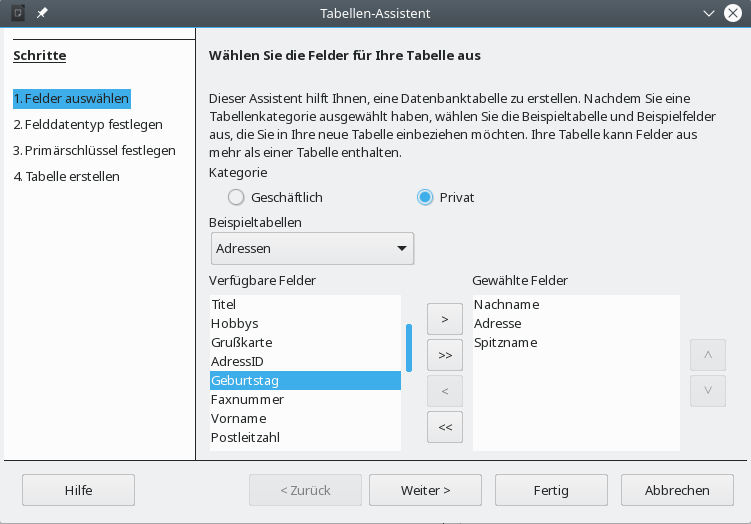 Tabellen-Assistent
Schritte
1. Felder auswählen
2. Felddatentyp festlegen
3. Primärschlüssel festlegen
4. Tabelle erstellen
Wählen Sie die Felder für Ihre Tabelle aus
Dieser Assistent hilft Ihnen, eine Datenbanktabelle zu erstellen. Nachdem Sie eine
Tabellenkategorie ausgewählt haben, wählen Sie die Beispieltabelle und Beispielfelder
aus, die Sie in Ihre neue Tabelle einbeziehen möchten. Ihre Tabelle kann Felder aus
mehr als einer Tabelle enthalten.
Kategorie
Geschäftlich
Privat
Beispieltabellen
Adressen
Verfügbare Felder
Titel
Hobbys
Grußkarte
AdressID
Geburtstag
Faxnummer
Vorname
Postleitzahl
>
>>
<
<<
Gewählte Felder
Nachname
Adresse
Spitzname
Hilfe
< Zurück
Weiter >
Fertig
Abbrechen